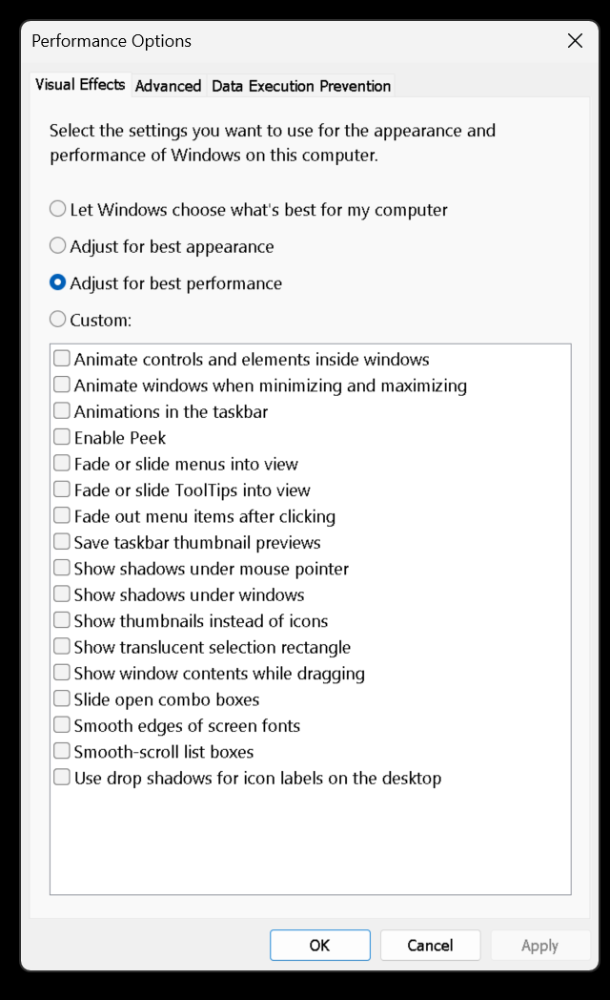 Performance Options
Visual Effects Advanced Data Execution Prevention
Select the settings you want to use for the appearance and
performance of Windows on this computer.
Let Windows choose what's best for my computer
Adjust for best appearance
Adjust for best performance
Custom:
Animate controls and elements inside windows
Animate windows when minimizing and maximizing
Animations in the taskbar
Enable Peek
Fade or slide menus into view
Fade or slide ToolTips into view
Fade out menu items after clicking
Save taskbar thumbnail previews
Show shadows under mouse pointer
Show shadows under windows
Show thumbnails instead of icons
Show translucent selection rectangle
Show window contents while dragging
Slide open combo boxes
Smooth edges of screen fonts
Smooth-scroll list boxes
Use drop shadows for icon labels on the desktop
OK Cancel Apply